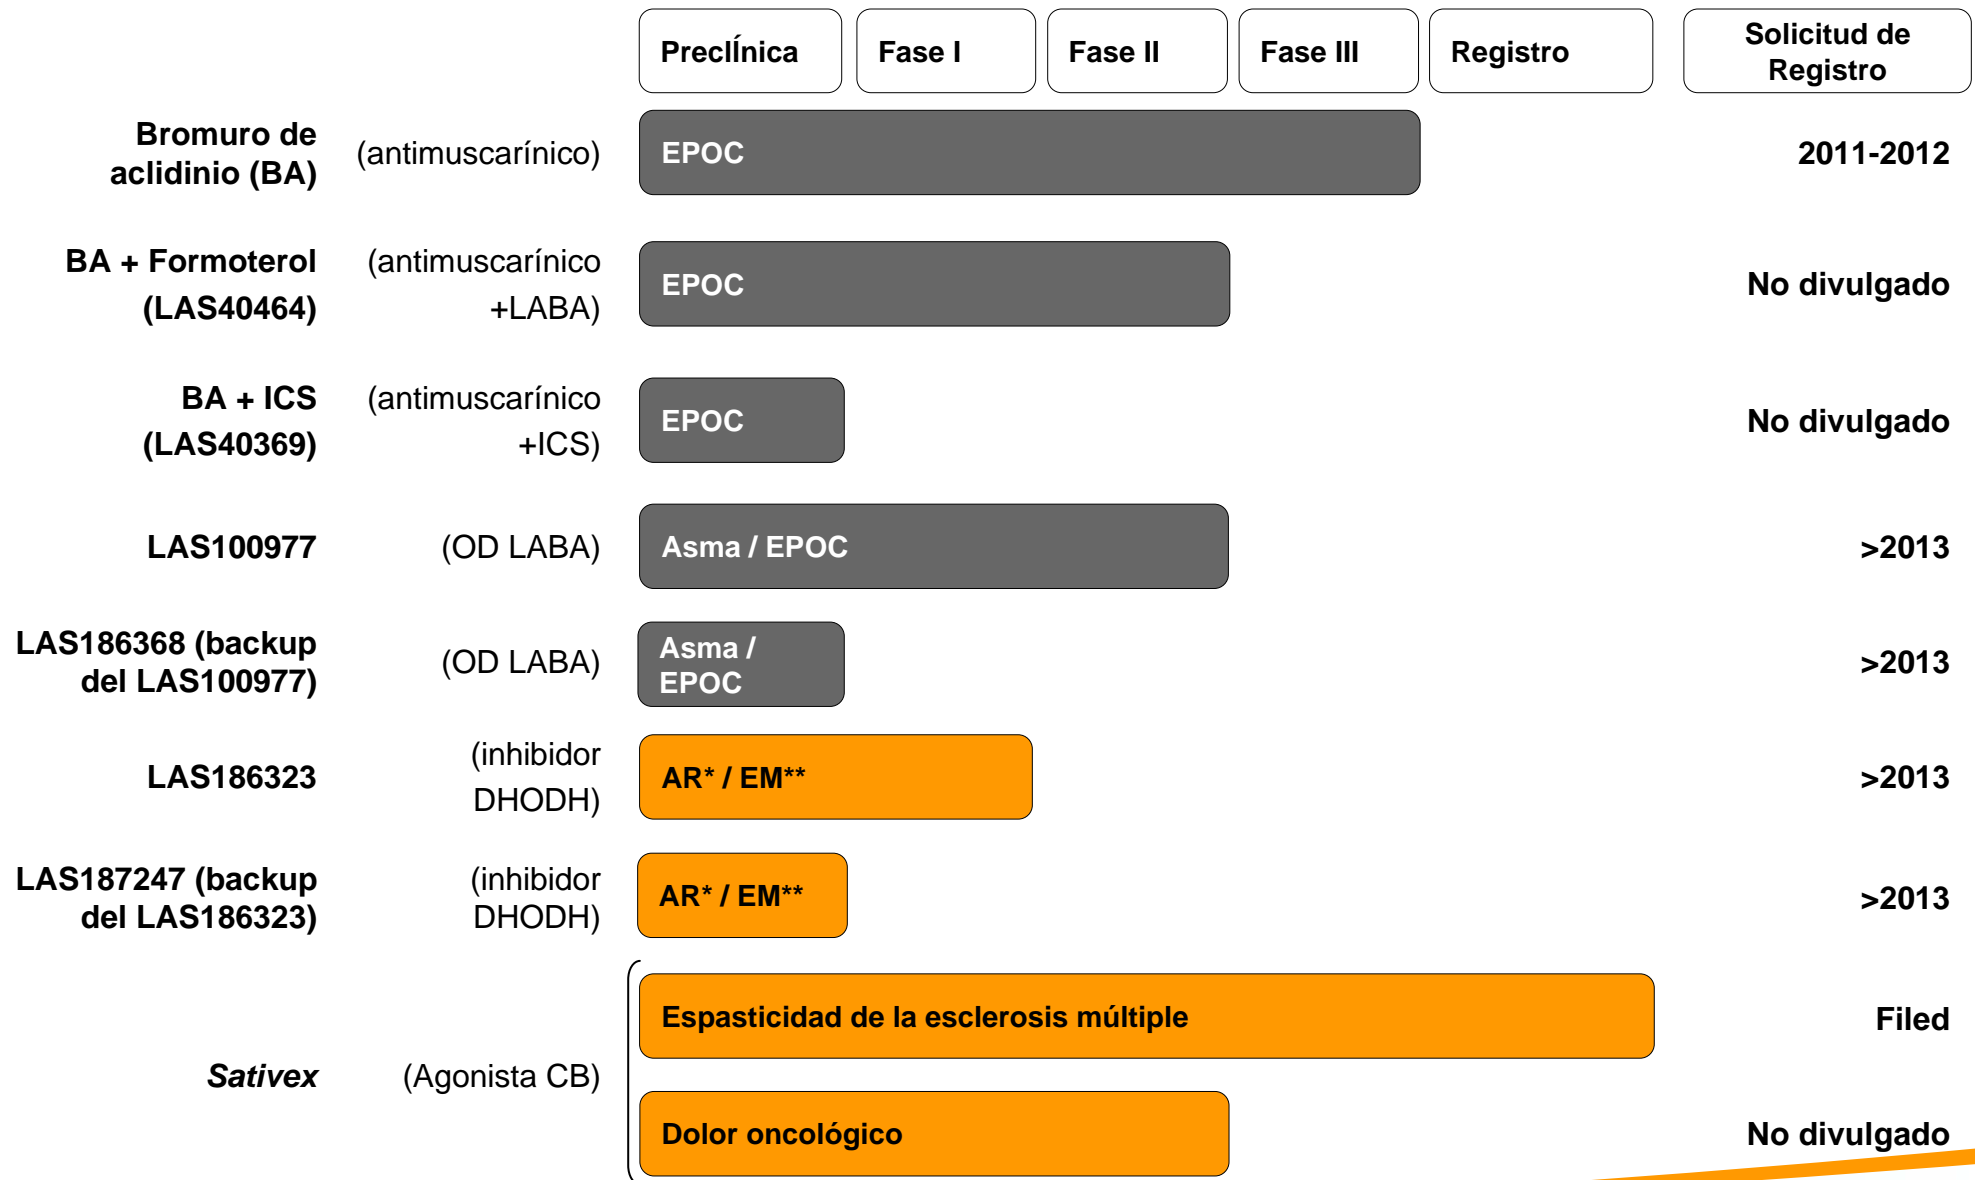 PreclÍnica
Fase I
Fase II
Fase III
Registro
Solicitud de
Registro
Bromuro de
aclidinio (BA)
(antimuscarínico)
EPOC
2011-2012
BA + Formoterol
(LAS40464)
(antimuscarínico
+LABA)
EPOC
No divulgado
BA + ICS
(LAS40369)
(antimuscarínico
+ICS)
EPOC
No divulgado
LAS100977
(OD LABA)
Asma / EPOC
>2013
LAS186368 (backup
del LAS100977)
(OD LABA)
Asma /
EPOC
>2013
LAS186323
(inhibidor
DHODH)
AR* / EM**
>2013
LAS187247 (backup
del LAS186323)
(inhibidor
DHODH)
AR* / EM**
>2013
Sativex
(Agonista CB)
Espasticidad de la esclerosis múltiple
Filed
Dolor oncológico
No divulgado